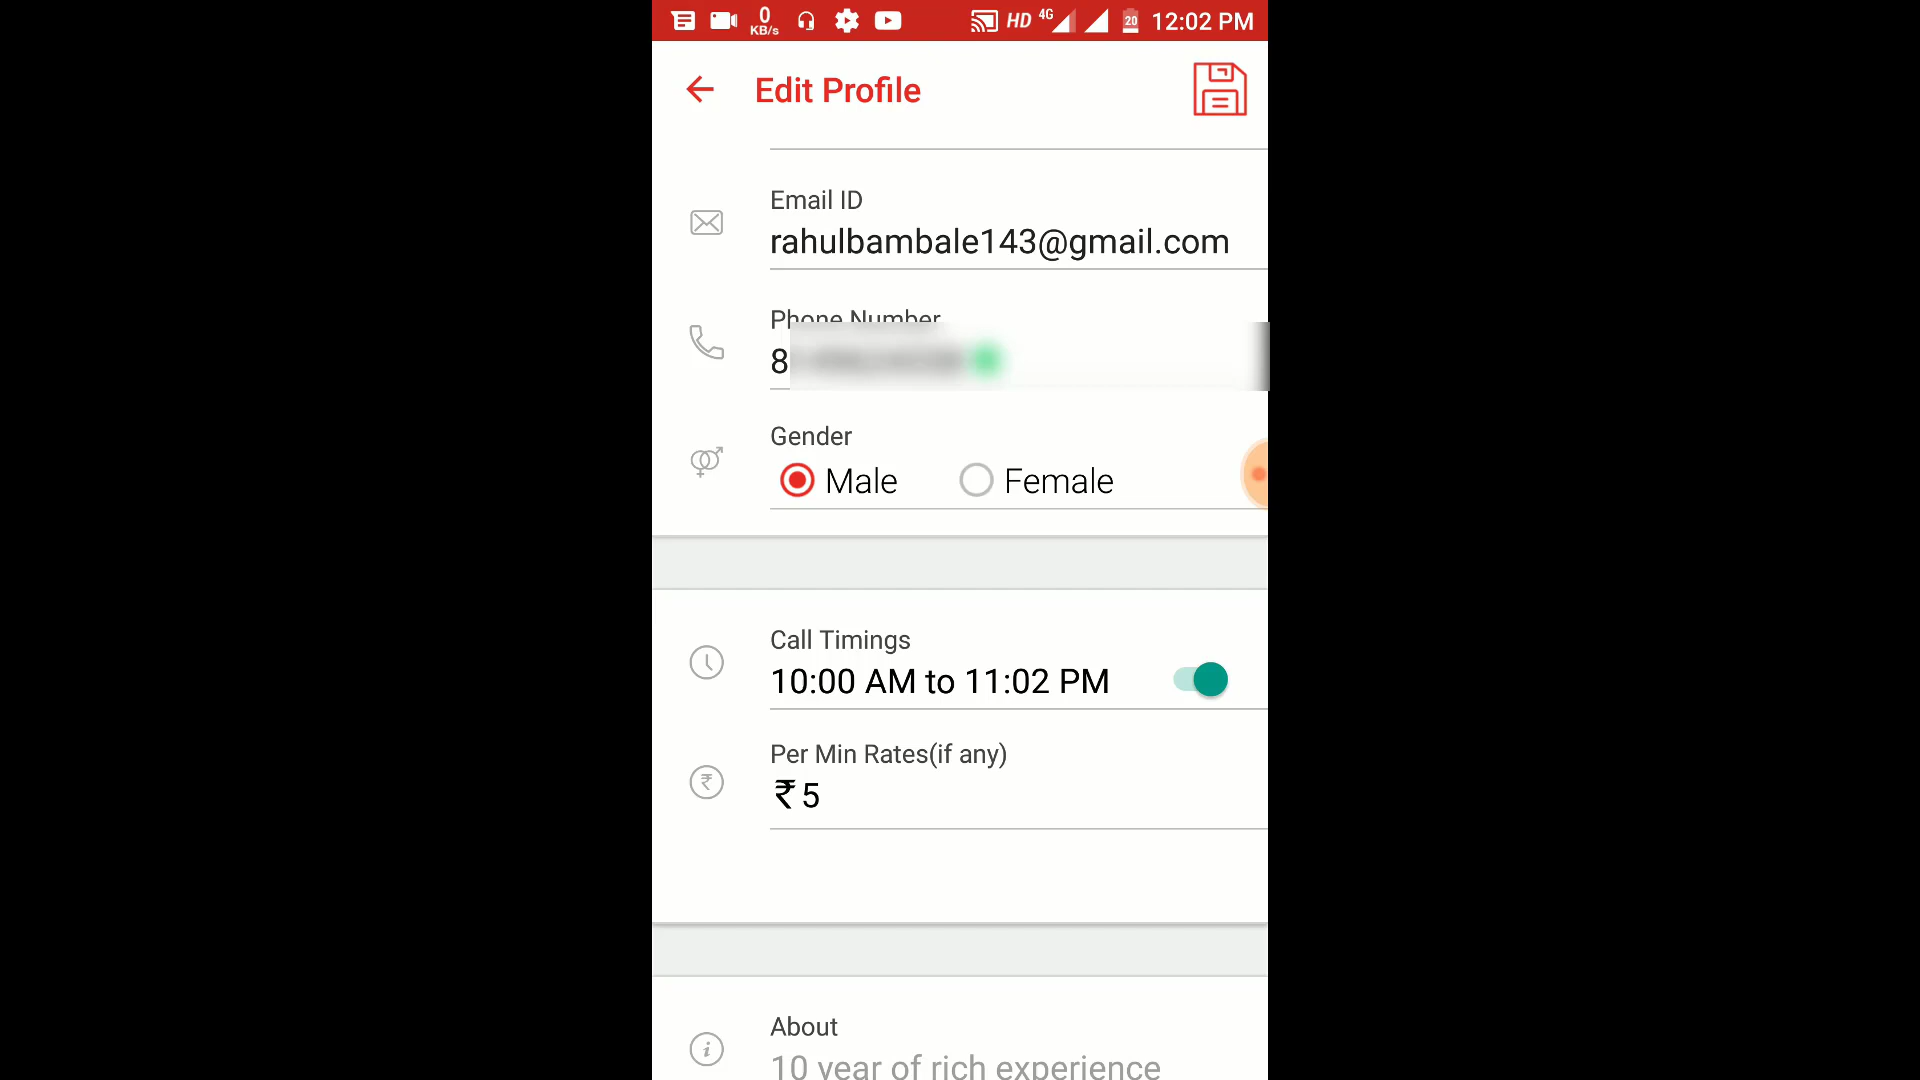 0
KB/s
HD 4G 20 12:02 PM
Edit Profile
Email ID
rahulbambale143@gmail.com
Phone Number
8
Gender
Male Female
Call Timings
10:00 AM to 11:02 PM
Per Min Rates(if any)
₹ 5
About
10 year of rich experience